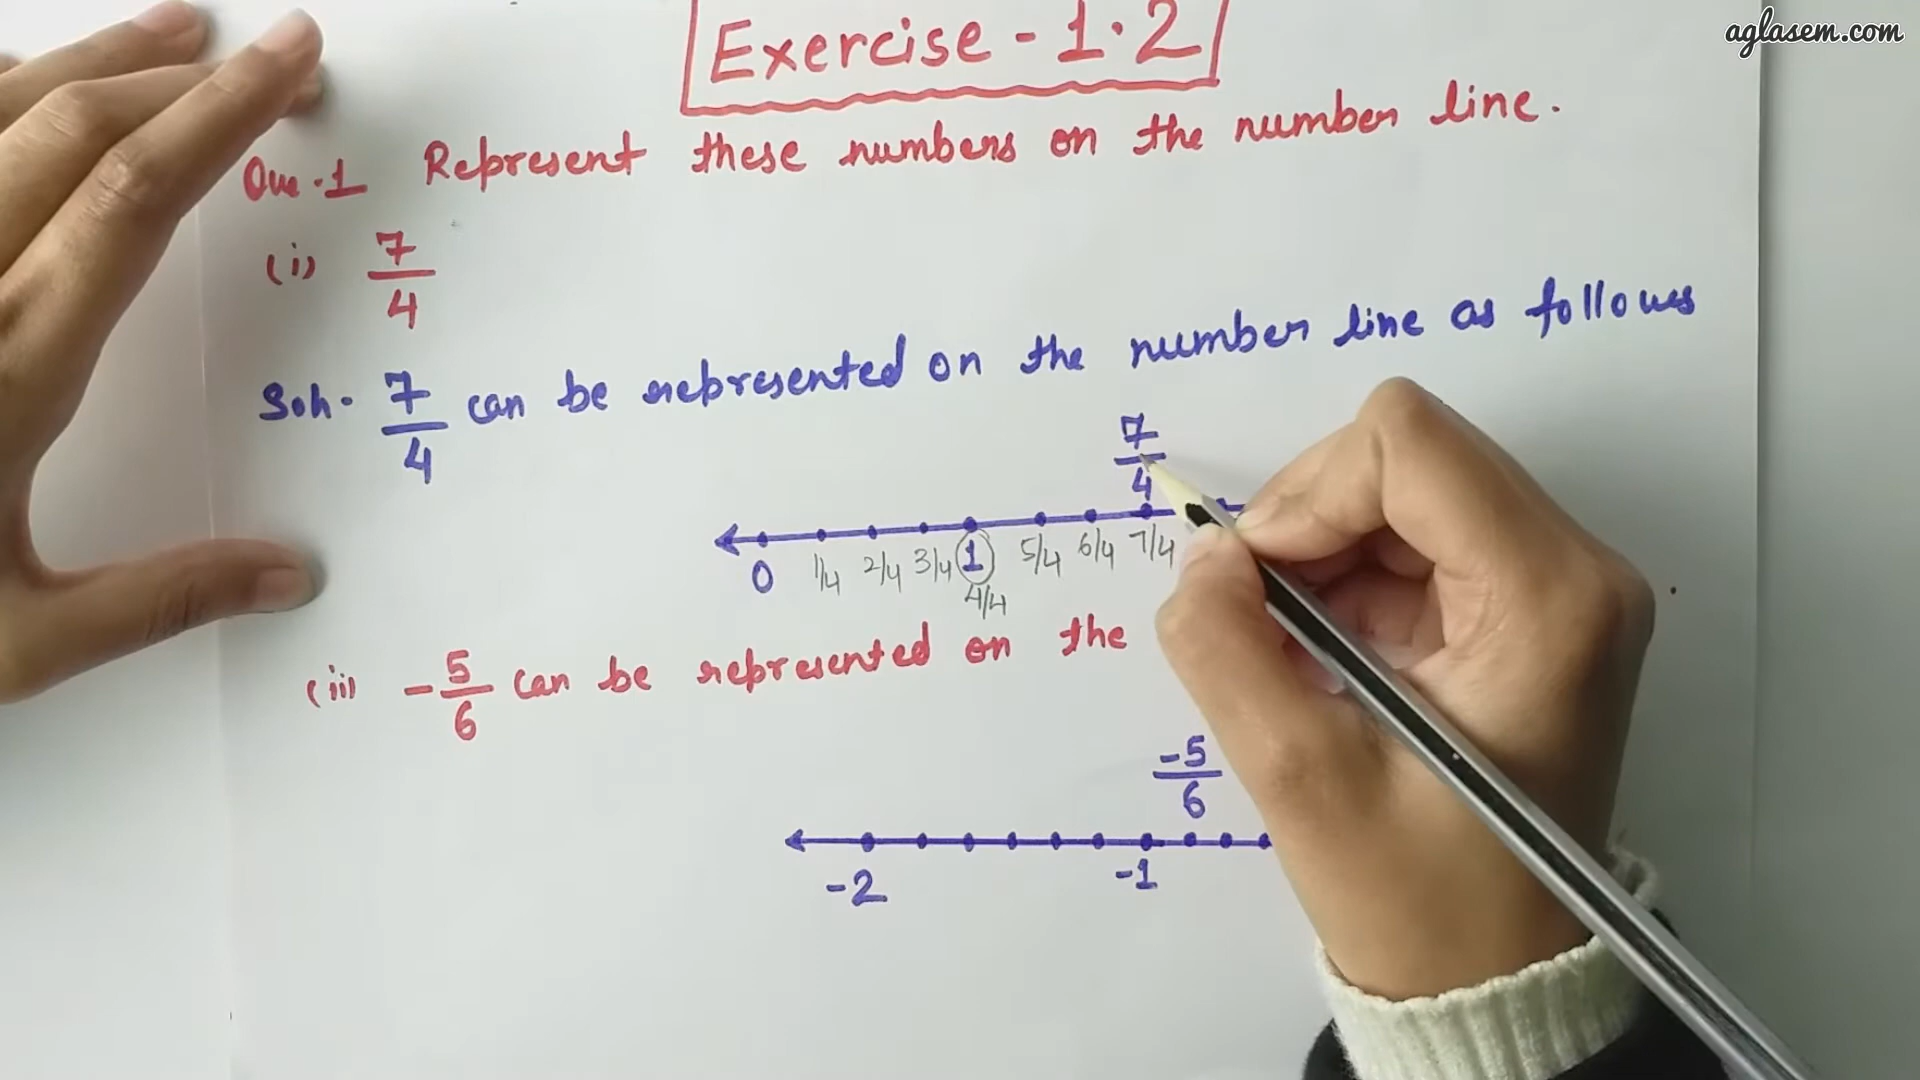 aglasem.com
Exercise - 1.2
Que.1 Represent these numbers on the number line.
(i) 7/4
Soln. 7/4 can be represented on the number line as follows
7/4
0 1/4 2/4 3/4 1 5/4 6/4 7/4
4/4
(ii) -5/6 can be represented on the
-5/6
-2 -1